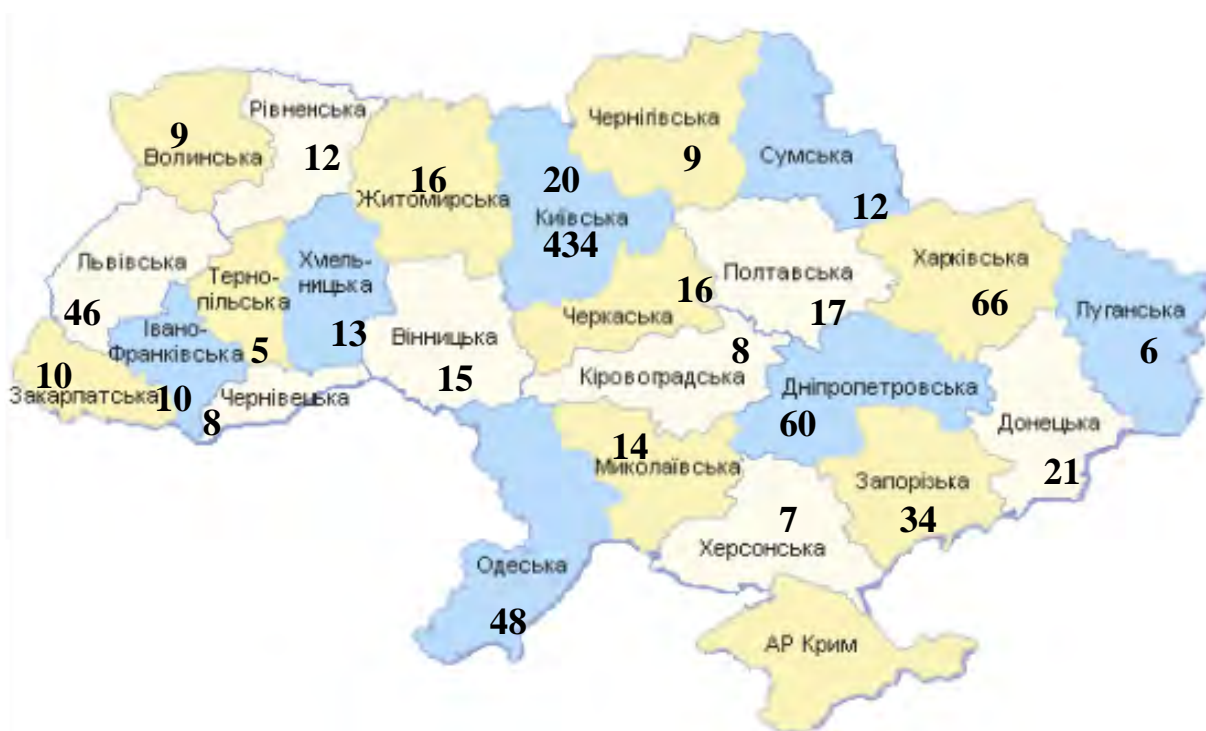 Рівненська
12
9
Волинська
16
Житомирська
20
Київська
434
Чернігівська
9
Сумська
12
Львівська
46
Терно-
пільська
5
Хмель-
ницька
13
Івано-
Франківська
10
10
Закарпатська
8
Чернівецька
Вінницька
15
16
Черкаська
Полтавська
17
Харківська
66
Луганська
6
8
Кіровоградська
Дніпропетровська
60
Донецька
21
14
Миколаївська
Запорізька
34
7
Херсонська
Одеська
48
АР Крим